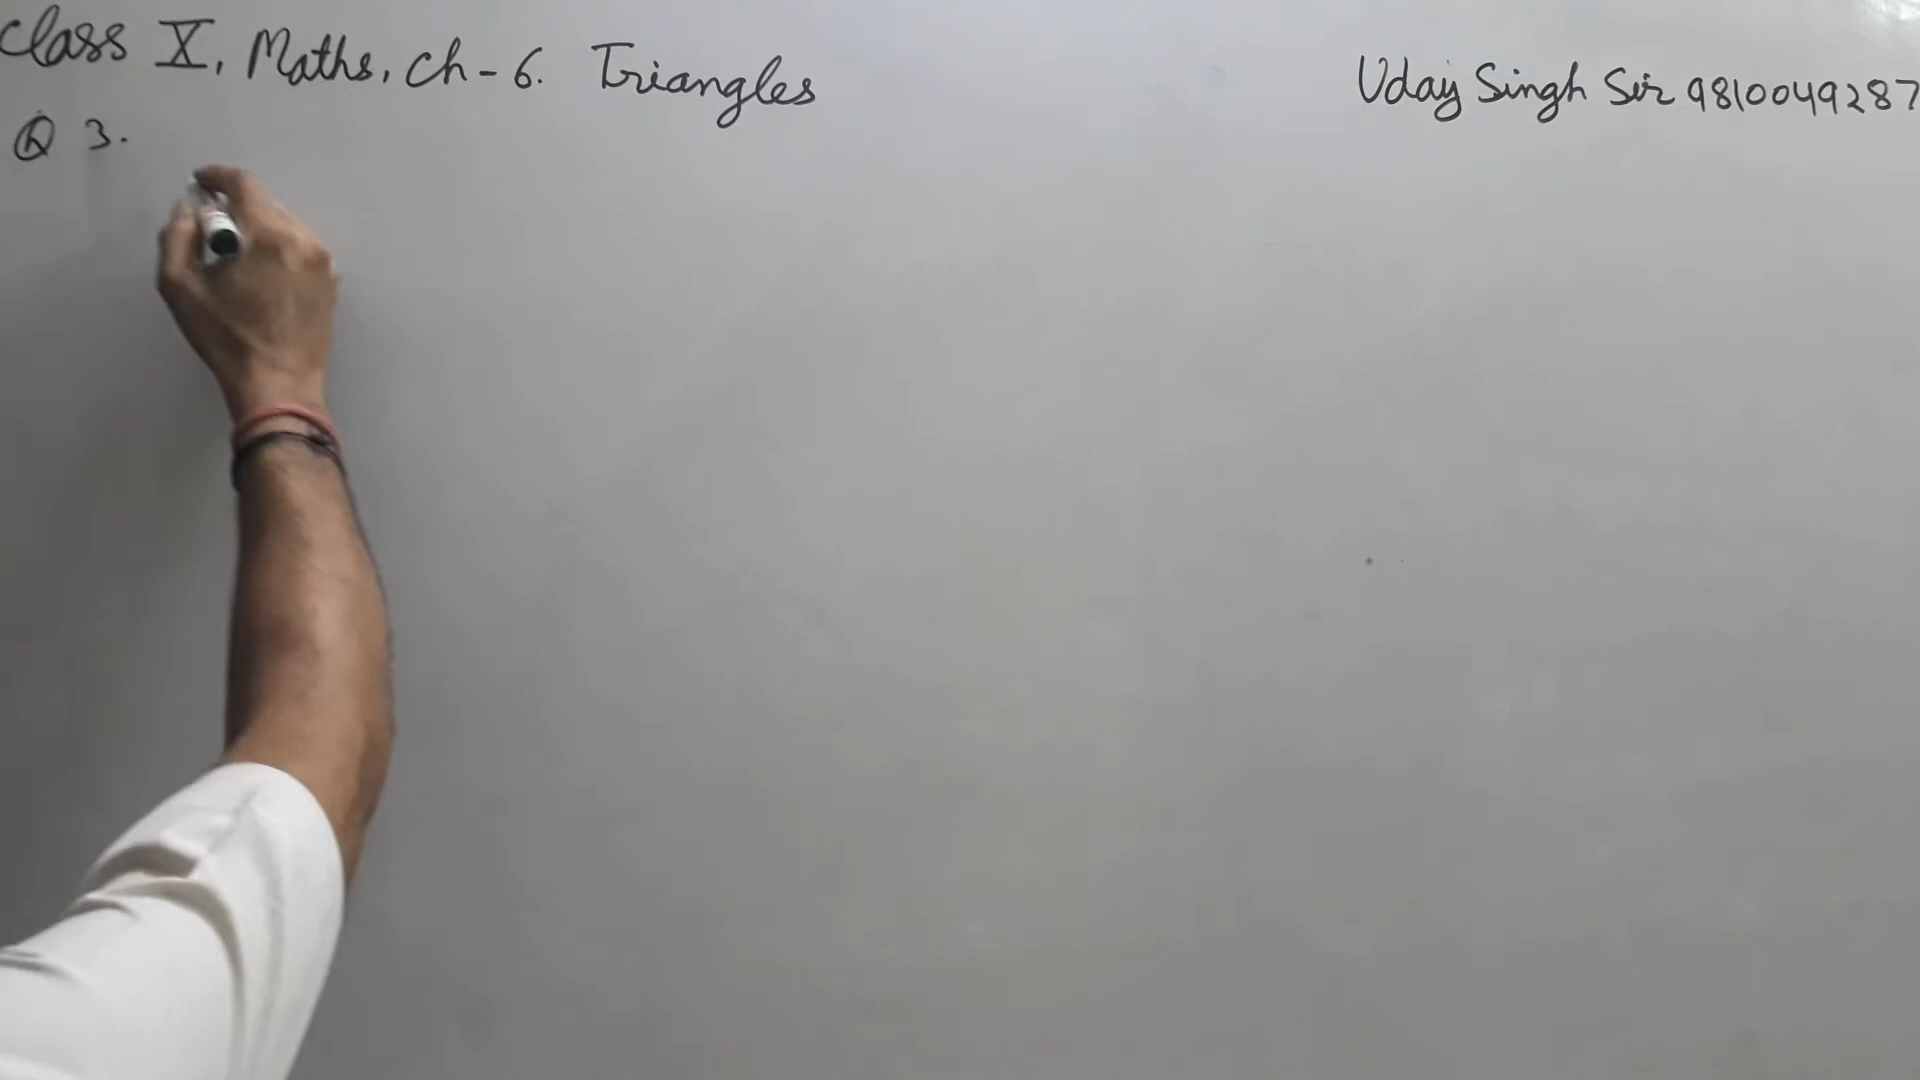 Class X, Maths, Ch - 6. Triangles
Uday Singh Sir 9810049287
Q 3.